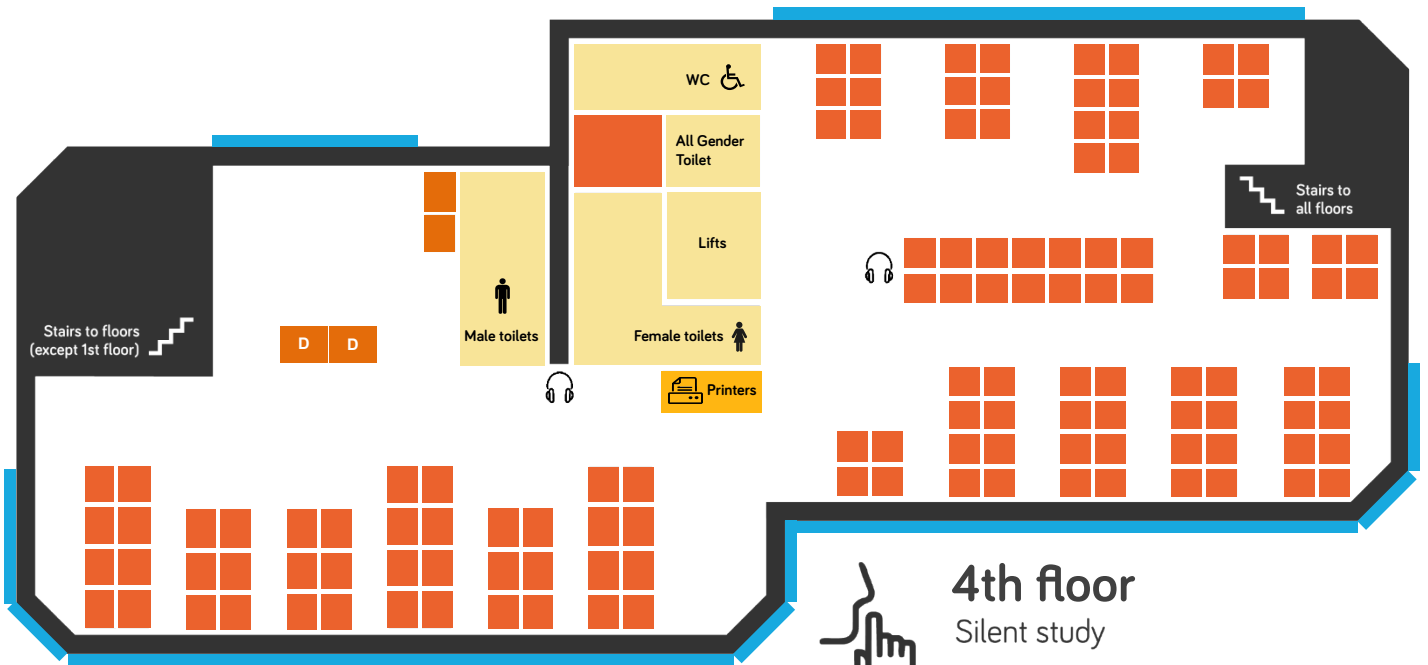 WC
All Gender
Toilet
Stairs to
all floors
Lifts
Stairs to floors
(except 1st floor)
D D
Male toilets
Female toilets
Printers
4th floor
Silent study